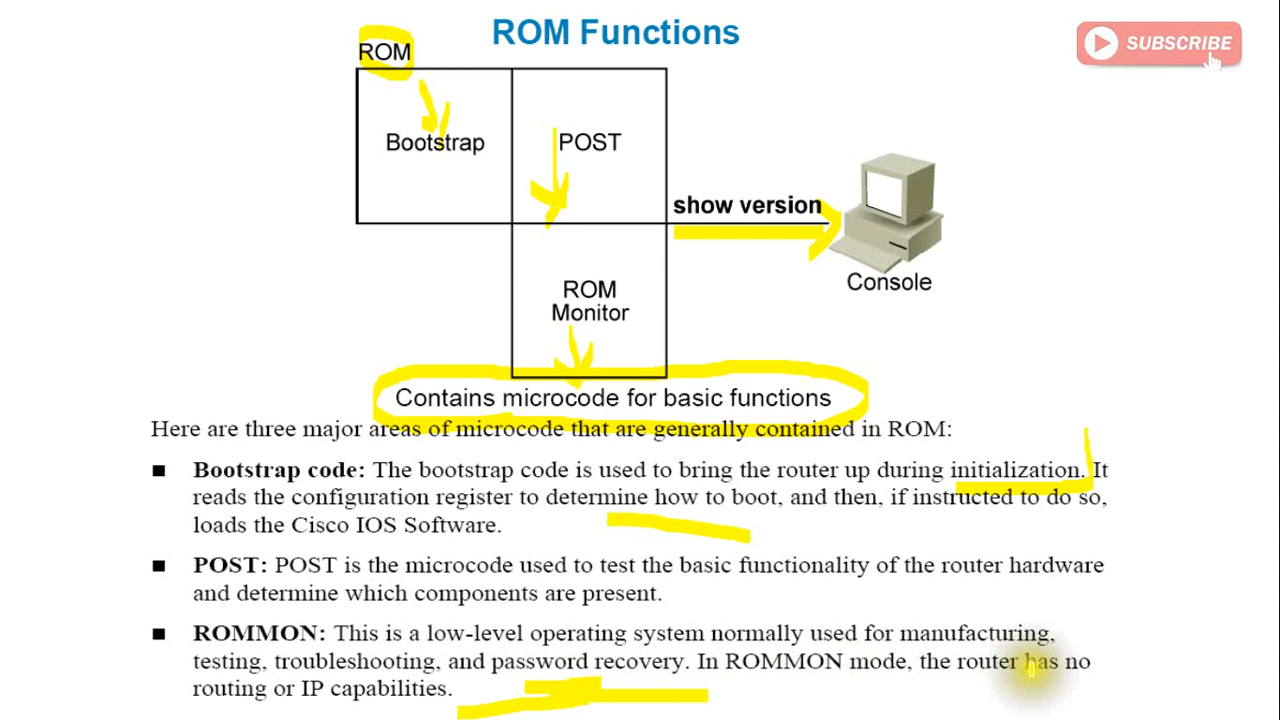 ROM Functions
SUBSCRIBE
ROM
Bootstrap
POST
show version
Console
ROM
Monitor
Contains microcode for basic functions
Here are three major areas of microcode that are generally contained in ROM:
■ Bootstrap code: The bootstrap code is used to bring the router up during initialization. It
reads the configuration register to determine how to boot, and then, if instructed to do so,
loads the Cisco IOS Software.
■ POST: POST is the microcode used to test the basic functionality of the router hardware
and determine which components are present.
■ ROMMON: This is a low-level operating system normally used for manufacturing,
testing, troubleshooting, and password recovery. In ROMMON mode, the router has no
routing or IP capabilities.